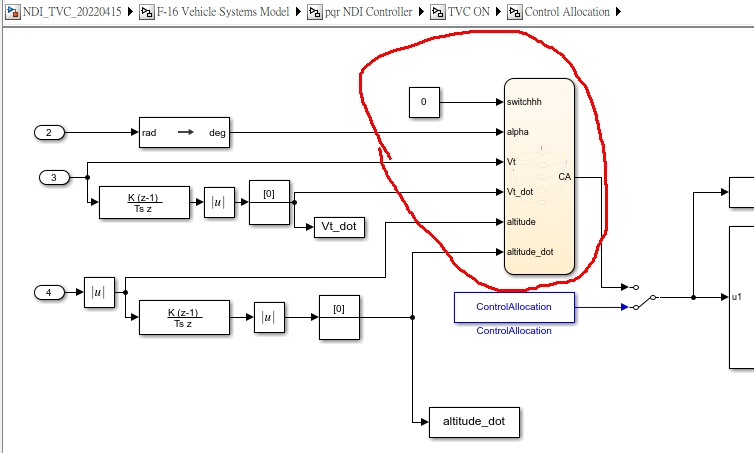 NDI_TVC_20220415 F-16 Vehicle Systems Model pqr NDI Controller TVC ON Control Allocation
0
switchhh
2
rad → deg
alpha
3
Vt
CA
K (z-1)
Ts z
|u|
[0]
Vt_dot
Vt_dot
altitude
4
|u|
altitude_dot
K (z-1)
Ts z
|u|
[0]
ControlAllocation
ControlAllocation
u1
altitude_dot